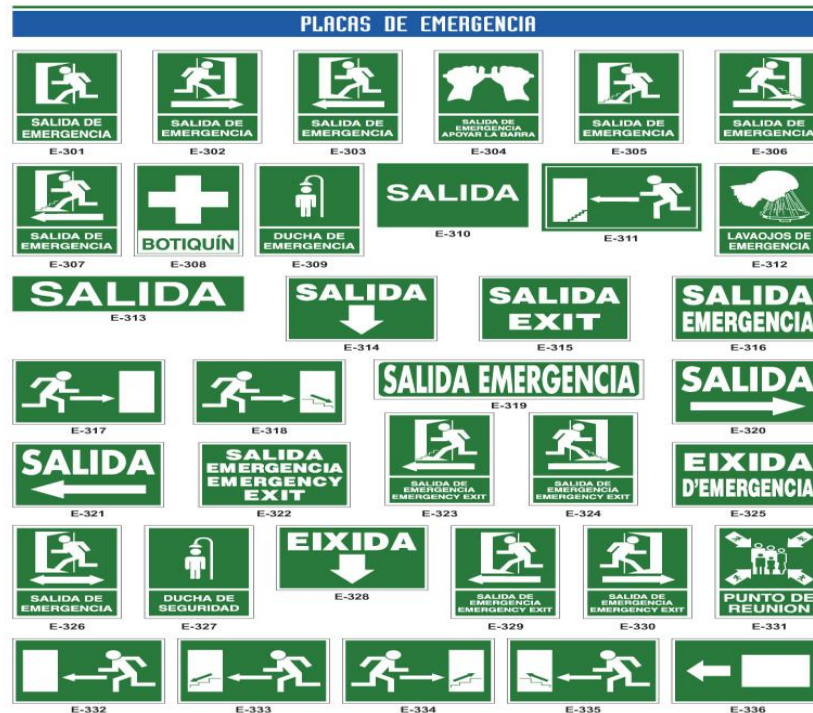 PLACAS DE EMERGENCIA
SALIDA DE
EMERGENCIA
E-301
SALIDA DE
EMERGENCIA
E-302
SALIDA DE
EMERGENCIA
E-303
SALIDA DE
EMERGENCIA
APOYAR LA BARRA
E-304
SALIDA DE
EMERGENCIA
E-305
SALIDA DE
EMERGENCIA
E-306
SALIDA DE
EMERGENCIA
E-307
BOTIQUÍN
E-308
DUCHA DE
EMERGENCIA
E-309
SALIDA
E-310
E-311
LAVAOJOS DE
EMERGENCIA
E-312
SALIDA
E-313
SALIDA
E-314
SALIDA
EXIT
E-315
SALIDA
EMERGENCIA
E-316
E-317
E-318
SALIDA EMERGENCIA
E-319
SALIDA
E-320
SALIDA
E-321
SALIDA
EMERGENCIA
EMERGENCY
EXIT
E-322
SALIDA DE
EMERGENCIA
EMERGENCY EXIT
E-323
SALIDA DE
EMERGENCIA
EMERGENCY EXIT
E-324
EIXIDA
D'EMERGENCIA
E-325
SALIDA DE
EMERGENCIA
E-326
DUCHA DE
SEGURIDAD
E-327
EIXIDA
E-328
SALIDA DE
EMERGENCIA
EMERGENCY EXIT
E-329
SALIDA DE
EMERGENCIA
EMERGENCY EXIT
E-330
PUNTO DE
REUNION
E-331
E-332
E-333
E-334
E-335
E-336